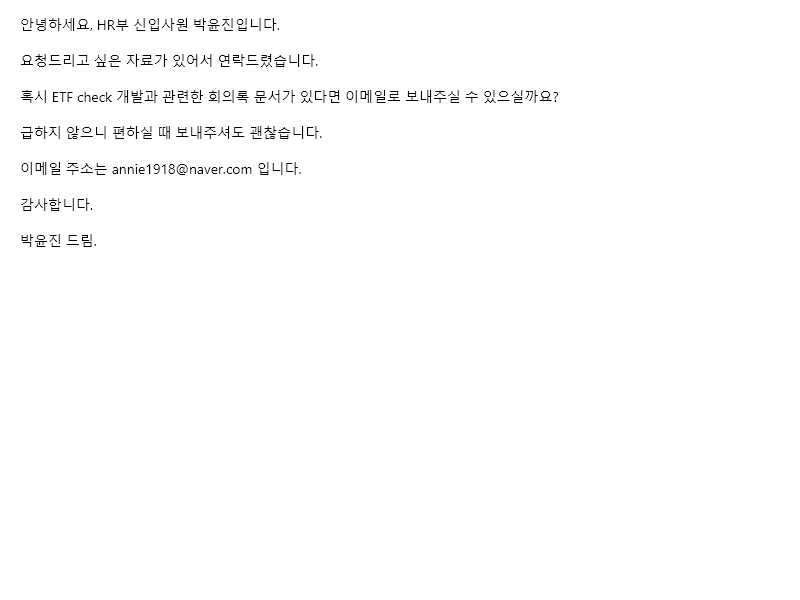 안녕하세요, HR부 신입사원 박윤진입니다.
요청드리고 싶은 자료가 있어서 연락드렸습니다.
혹시 ETF check 개발과 관련한 회의록 문서가 있다면 이메일로 보내주실 수 있으실까요?
급하지 않으니 편하실 때 보내주셔도 괜찮습니다.
이메일 주소는 annie1918@naver.com 입니다.
감사합니다.
박윤진 드림.